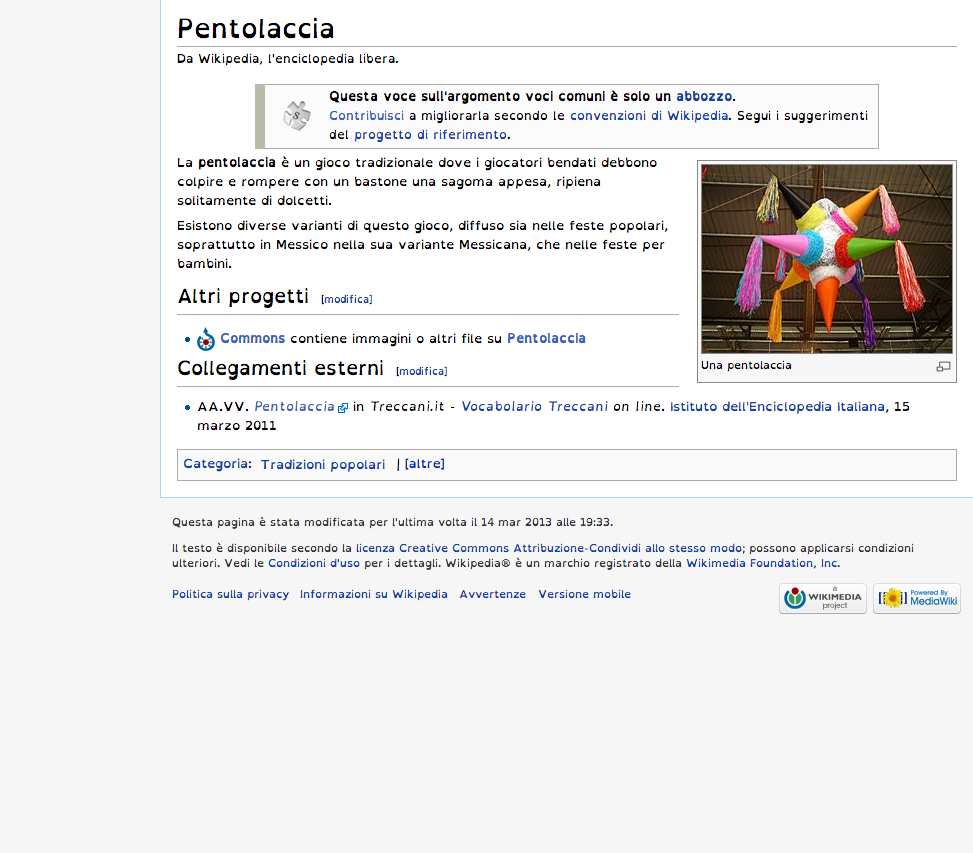 Pentolaccia
Da Wikipedia, l'enciclopedia libera.
Questa voce sull'argomento voci comuni è solo un abbozzo.
Contribuisci a migliorarla secondo le convenzioni di Wikipedia. Segui i suggerimenti
del progetto di riferimento.
La pentolaccia è un gioco tradizionale dove i giocatori bendati debbono
colpire e rompere con un bastone una sagoma appesa, ripiena
solitamente di dolcetti.
Esistono diverse varianti di questo gioco, diffuso sia nelle feste popolari,
soprattutto in Messico nella sua variante Messicana, che nelle feste per
bambini.
Una pentolaccia
Altri progetti [modifica]
Commons contiene immagini o altri file su Pentolaccia
Collegamenti esterni [modifica]
AA.VV. Pentolaccia in Treccani.it - Vocabolario Treccani on line. Istituto dell'Enciclopedia Italiana, 15
marzo 2011
Categoria: Tradizioni popolari | [altre]
Questa pagina è stata modificata per l'ultima volta il 14 mar 2013 alle 19:33.
Il testo è disponibile secondo la licenza Creative Commons Attribuzione-Condividi allo stesso modo; possono applicarsi condizioni
ulteriori. Vedi le Condizioni d'uso per i dettagli. Wikipedia® è un marchio registrato della Wikimedia Foundation, Inc.
Politica sulla privacy Informazioni su Wikipedia Avvertenze Versione mobile
a
WIKIMEDIA
project
Powered By
MediaWiki